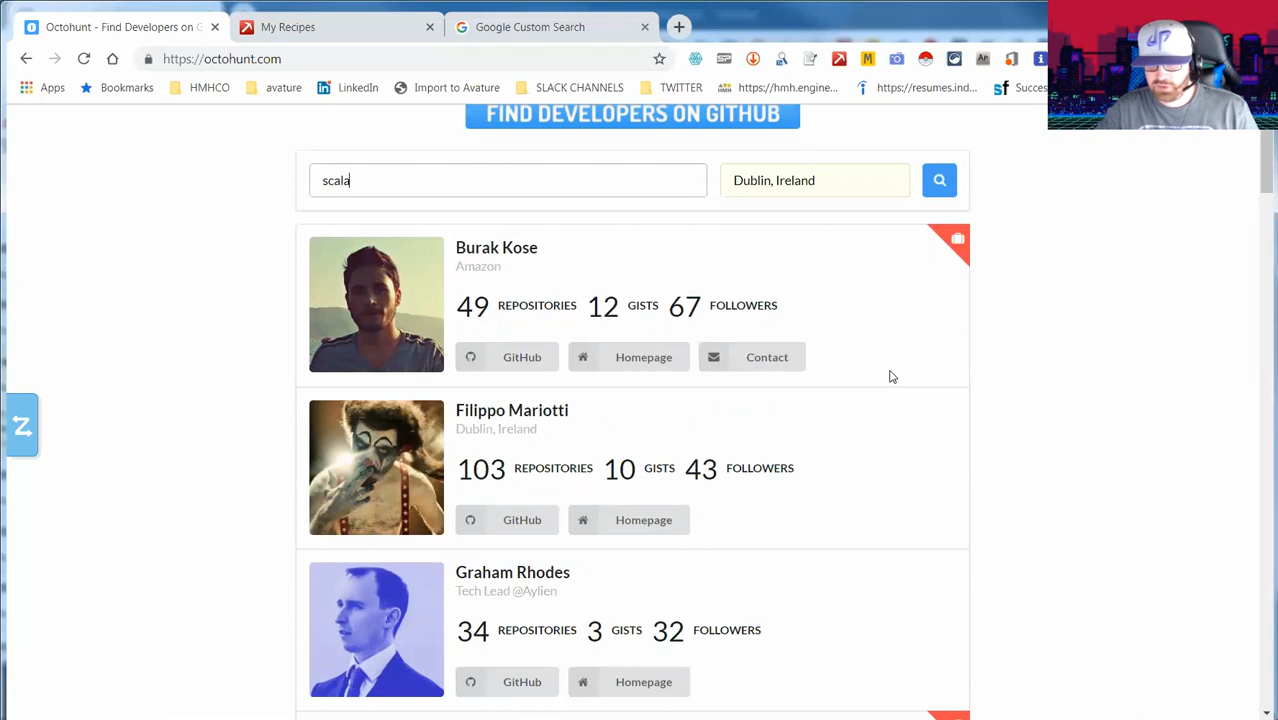 Octohunt - Find Developers on G
My Recipes
Google Custom Search
https://octohunt.com
Apps
Bookmarks
HMHCO
avature
LinkedIn
Import to Avature
SLACK CHANNELS
TWITTER
https://hmh.engine...
https://resumes.ind...
Succes
FIND DEVELOPERS ON GITHUB
scala
Dublin, Ireland
Burak Kose
Amazon
49 REPOSITORIES 12 GISTS 67 FOLLOWERS
GitHub
Homepage
Contact
Filippo Mariotti
Dublin, Ireland
103 REPOSITORIES 10 GISTS 43 FOLLOWERS
GitHub
Homepage
Graham Rhodes
Tech Lead @Aylien
34 REPOSITORIES 3 GISTS 32 FOLLOWERS
GitHub
Homepage